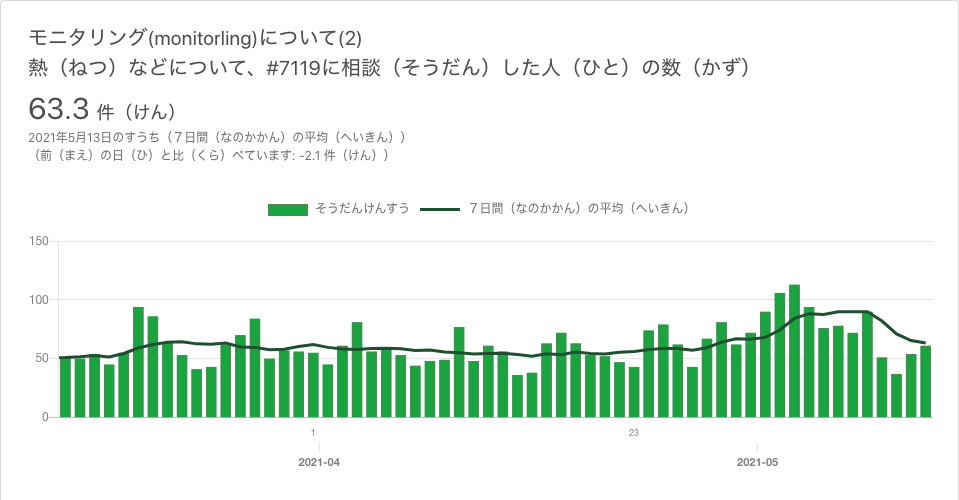 モニタリング(monitorling)について(2)
熱（ねつ）などについて、#7119に相談（そうだん）した人（ひと）の数（かず）
63.3 件（けん）
2021年5月13日のすうち（７日間（なのかかん）の平均（へいきん））
（前（まえ）の日（ひ）と比（くら）べています: -2.1 件（けん））
そうだんけんすう ７日間（なのかかん）の平均（へいきん）
150
100
50
0
1 23
2021-04 2021-05